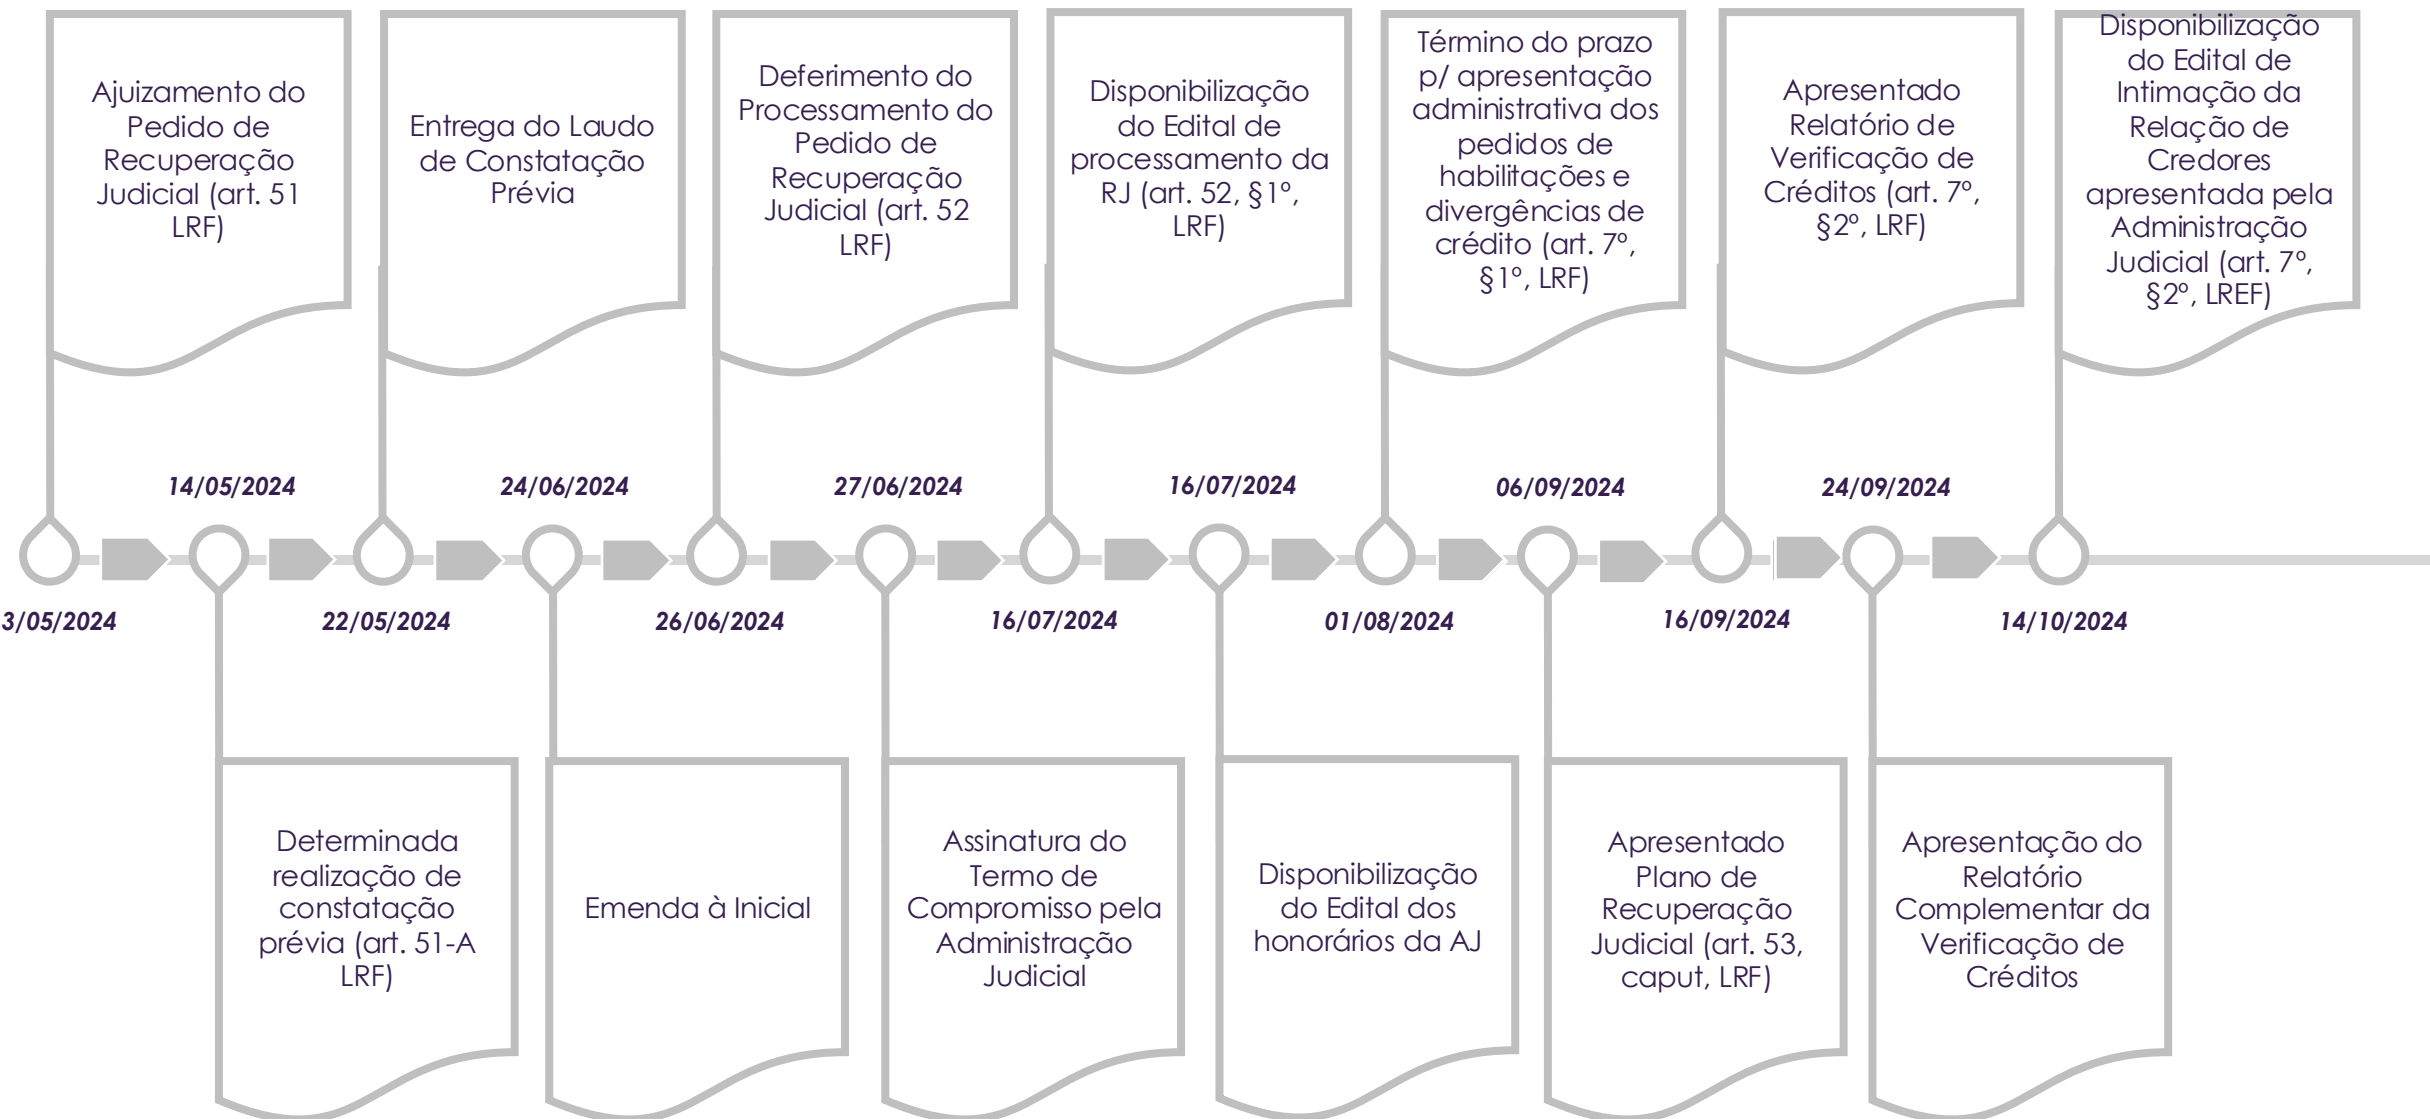 Ajuizamento do
Pedido de
Recuperação
Judicial (art. 51
LRF)
Entrega do Laudo
de Constatação
Prévia
Deferimento do
Processamento do
Pedido de
Recuperação
Judicial (art. 52
LRF)
Disponibilização
do Edital de
processamento da
RJ (art. 52, §1º,
LRF)
Término do prazo
p/ apresentação
administrativa dos
pedidos de
habilitações e
divergências de
crédito (art. 7º,
§1º, LRF)
Apresentado
Relatório de
Verificação de
Créditos (art. 7º,
§2º, LRF)
Disponibilização
do Edital de
Intimação da
Relação de
Credores
apresentada pela
Administração
Judicial (art. 7º,
§2º, LREF)
14/05/2024
24/06/2024
27/06/2024
16/07/2024
06/09/2024
24/09/2024
3/05/2024
22/05/2024
26/06/2024
16/07/2024
01/08/2024
16/09/2024
14/10/2024
Determinada
realização de
constatação
prévia (art. 51-A
LRF)
Emenda à Inicial
Assinatura do
Termo de
Compromisso pela
Administração
Judicial
Disponibilização
do Edital dos
honorários da AJ
Apresentado
Plano de
Recuperação
Judicial (art. 53,
caput, LRF)
Apresentação do
Relatório
Complementar da
Verificação de
Créditos